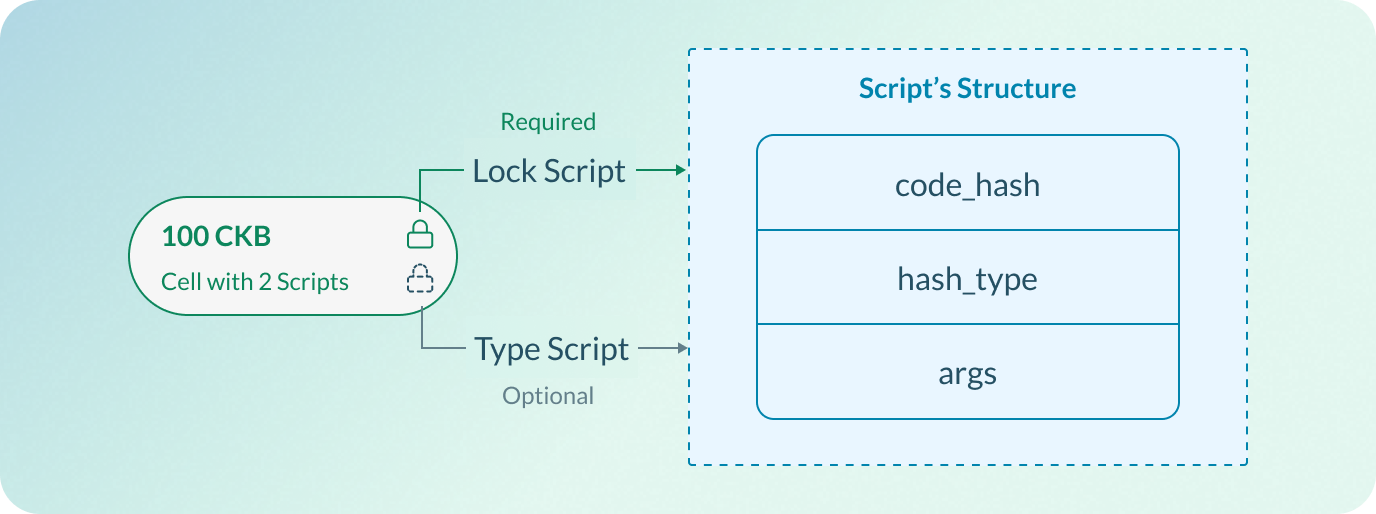 100 CKB
Cell with 2 Scripts
Required
Lock Script
Type Script
Optional
Script’s Structure
code_hash
hash_type
args